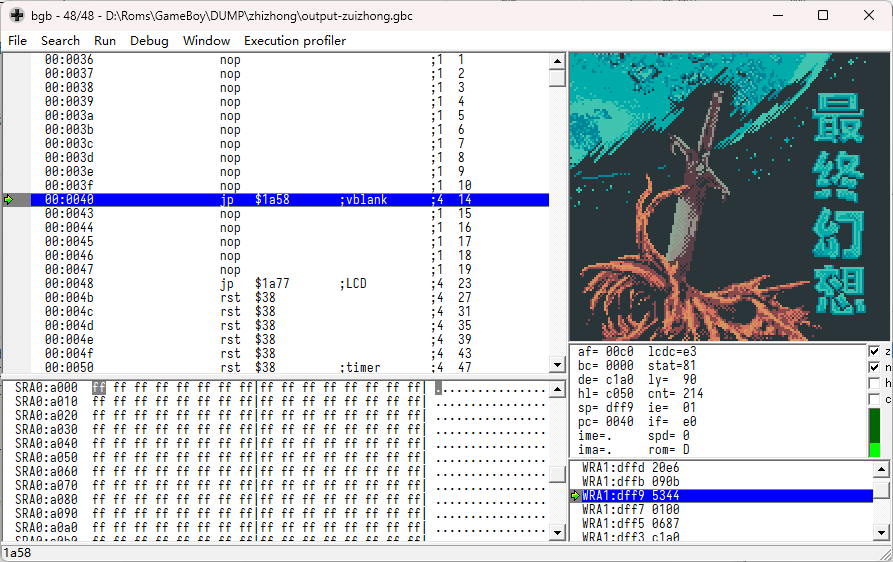 bgb - 48/48 - D:\Roms\GameBoy\DUMP\zhizhong\output-zuizhong.gbc
File Search Run Debug Window Execution profiler
00:0036 nop ;1 1
00:0037 nop ;1 2
00:0038 nop ;1 3
00:0039 nop ;1 4
00:003a nop ;1 5
00:003b nop ;1 6
00:003c nop ;1 7
00:003d nop ;1 8
00:003e nop ;1 9
00:003f nop ;1 10
00:0040 jp $1a58 ;vblank ;4 14
00:0043 nop ;1 15
00:0044 nop ;1 16
00:0045 nop ;1 17
00:0046 nop ;1 18
00:0047 nop ;1 19
00:0048 jp $1a77 ;LCD ;4 23
00:004b rst $38 ;4 27
00:004c rst $38 ;4 31
00:004d rst $38 ;4 35
00:004e rst $38 ;4 39
00:004f rst $38 ;4 43
00:0050 rst $38 ;timer ;4 47
最终幻想
af= 00c0 lcdc=e3 z
bc= 0000 stat=81 n
de= c1a0 ly= 90 h
hl= c050 cnt= 214 c
sp= dff9 ie= 01
pc= 0040 if= e0
ime=. spd= 0
ima=. rom= D
SRA0:a000 ff ff ff ff ff ff ff ff|ff ff ff ff ff ff ff ff| ................
SRA0:a010 ff ff ff ff ff ff ff ff|ff ff ff ff ff ff ff ff| ................
SRA0:a020 ff ff ff ff ff ff ff ff|ff ff ff ff ff ff ff ff| ................
SRA0:a030 ff ff ff ff ff ff ff ff|ff ff ff ff ff ff ff ff| ................
SRA0:a040 ff ff ff ff ff ff ff ff|ff ff ff ff ff ff ff ff| ................
SRA0:a050 ff ff ff ff ff ff ff ff|ff ff ff ff ff ff ff ff| ................
SRA0:a060 ff ff ff ff ff ff ff ff|ff ff ff ff ff ff ff ff| ................
SRA0:a070 ff ff ff ff ff ff ff ff|ff ff ff ff ff ff ff ff| ................
SRA0:a080 ff ff ff ff ff ff ff ff|ff ff ff ff ff ff ff ff| ................
SRA0:a090 ff ff ff ff ff ff ff ff|ff ff ff ff ff ff ff ff| ................
SRA0:a0a0 ff ff ff ff ff ff ff ff|ff ff ff ff ff ff ff ff| ................
SRA0:a0b0 ff ff ff ff ff ff ff ff|ff ff ff ff ff ff ff ff| ................
WRA1:dffd 20e6
WRA1:dffb 090b
WRA1:dff9 5344
WRA1:dff7 0100
WRA1:dff5 0687
WRA1:dff3 c1a0
1a58